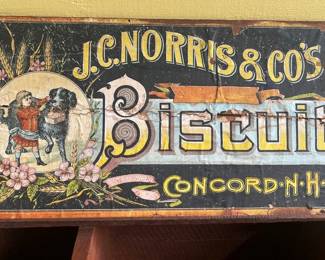 J.C. NORRIS & CO'S
Biscuit
CONCORD·N·H·